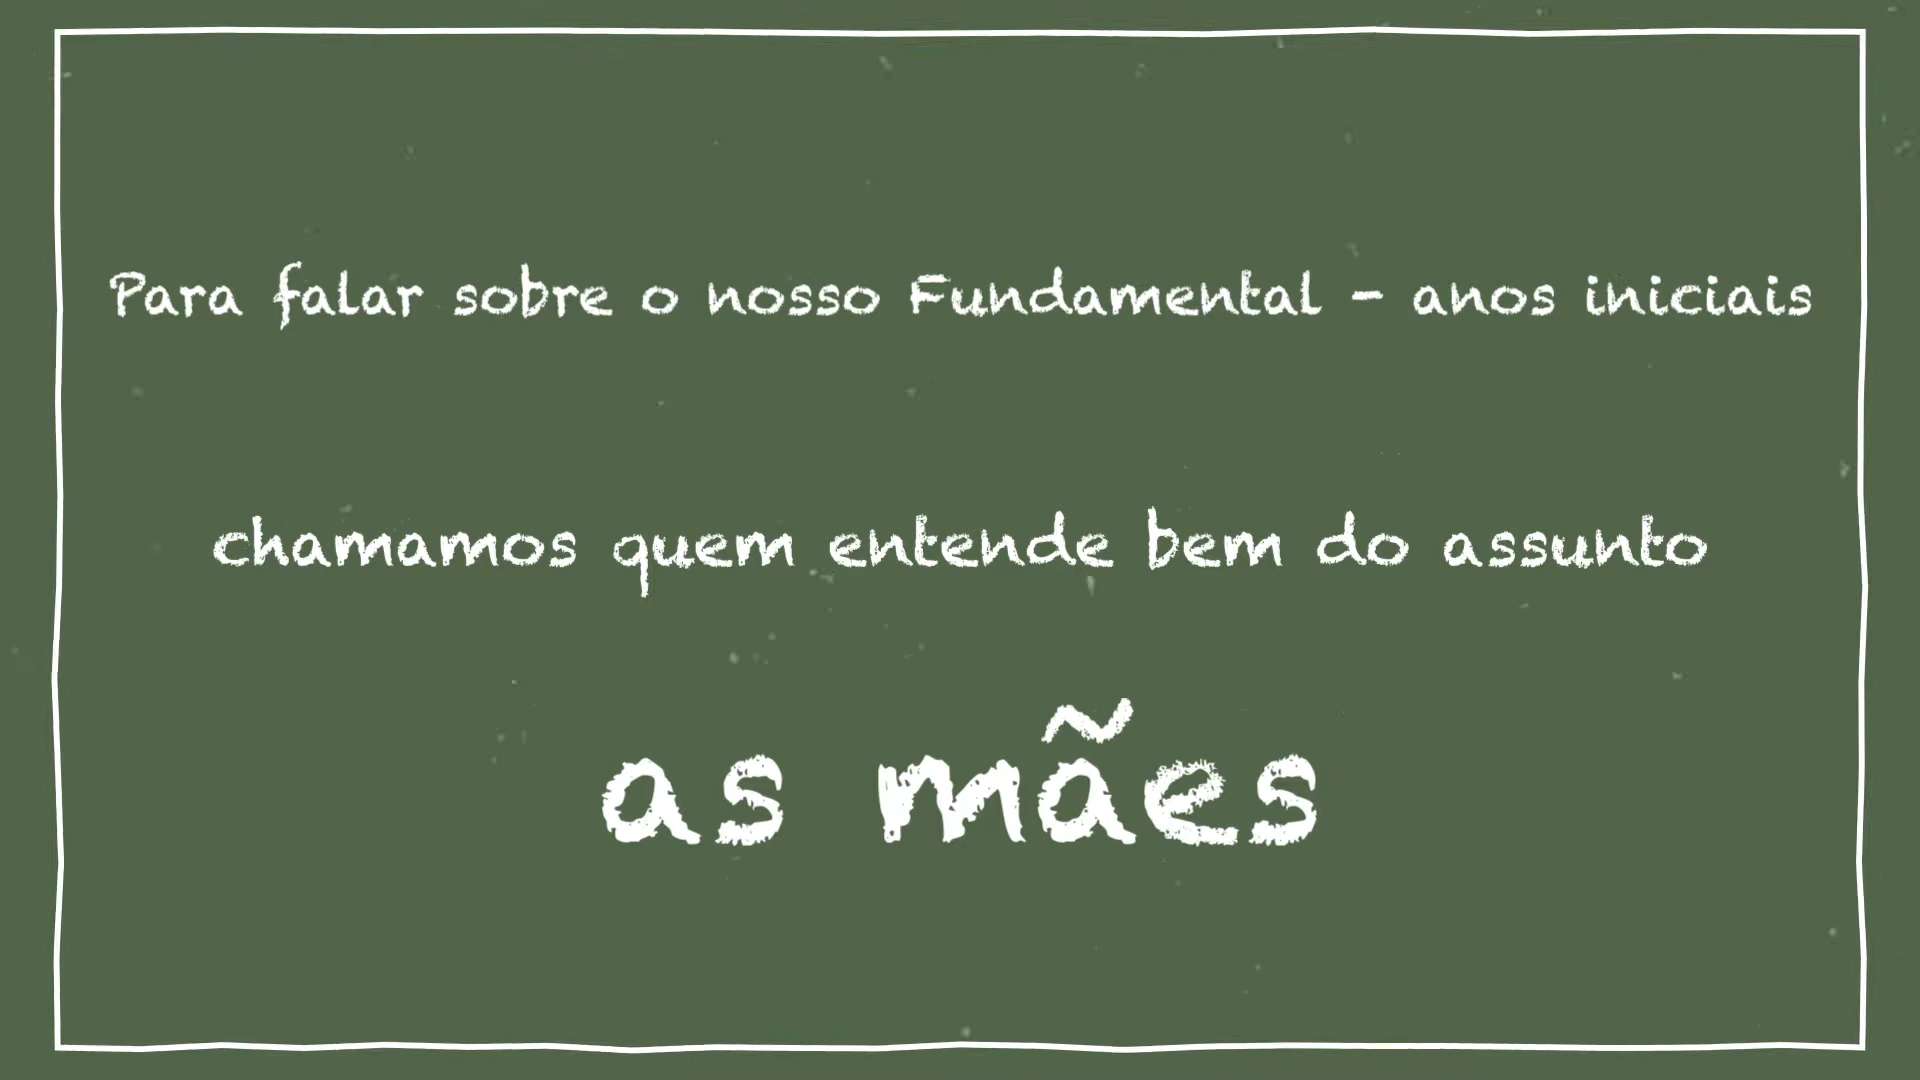 Para falar sobre o nosso Fundamental - anos iniciais
chamamos quem entende bem do assunto
as mães